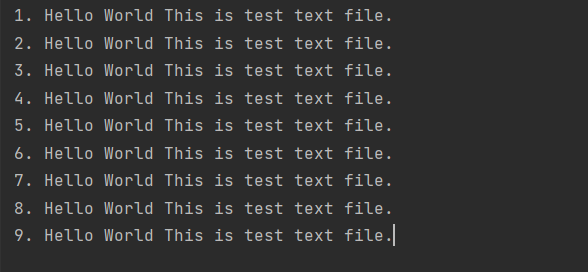 1. Hello World This is test text file.
2. Hello World This is test text file.
3. Hello World This is test text file.
4. Hello World This is test text file.
5. Hello World This is test text file.
6. Hello World This is test text file.
7. Hello World This is test text file.
8. Hello World This is test text file.
9. Hello World This is test text file.